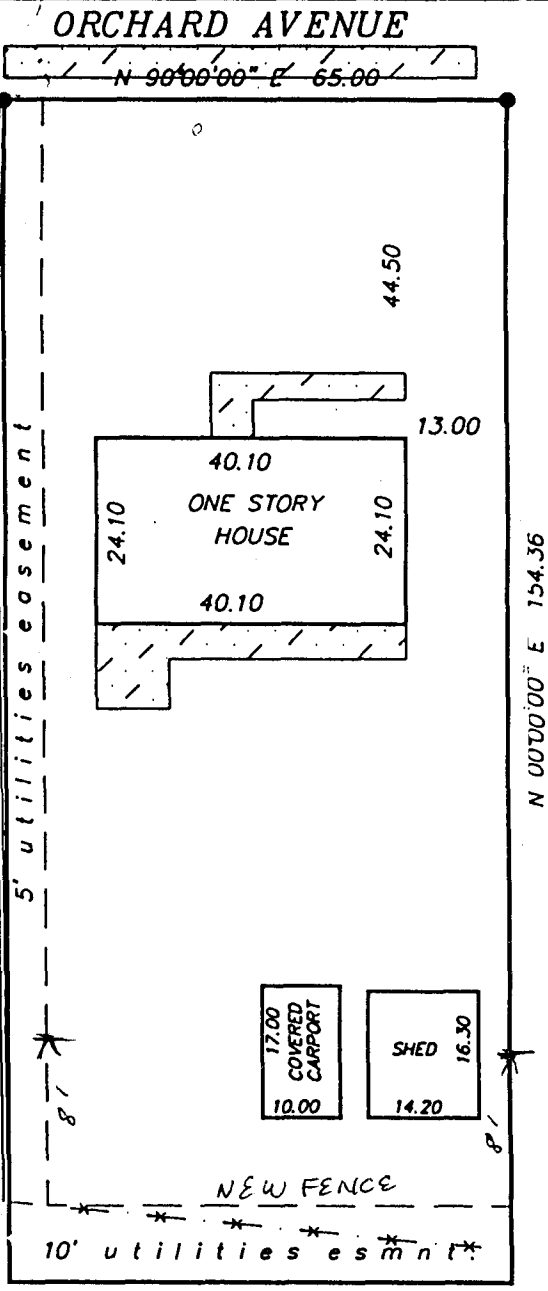 ORCHARD AVENUE
N 90°00'00" E 65.00
44.50
13.00
40.10
ONE STORY
HOUSE
24.10
24.10
40.10
5' utilities easement
N 00°00'00" E 154.36
17.00
COVERED
CARPORT
10.00
SHED
16.30
14.20
8'
8'
NEW FENCE
10' utilities esmnt.